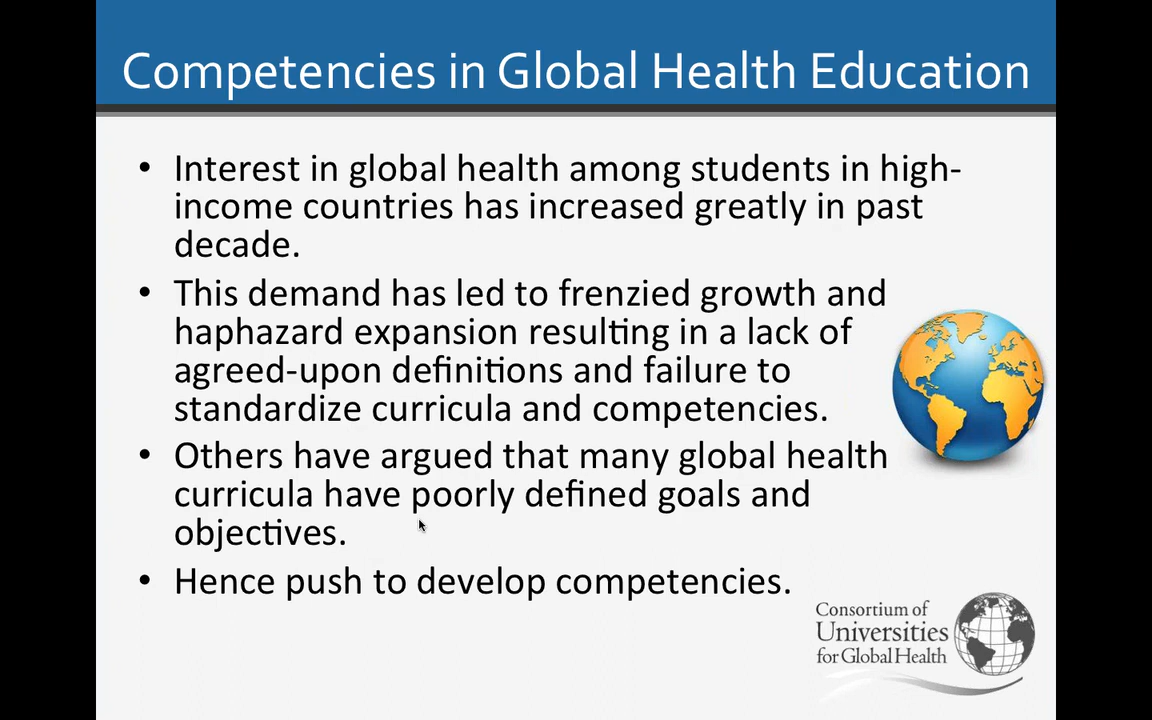 Competencies in Global Health Education
• Interest in global health among students in high-
income countries has increased greatly in past
decade.
• This demand has led to frenzied growth and
haphazard expansion resulting in a lack of
agreed-upon definitions and failure to
standardize curricula and competencies.
• Others have argued that many global health
curricula have poorly defined goals and
objectives.
• Hence push to develop competencies.
Consortium of
Universities
for Global Health